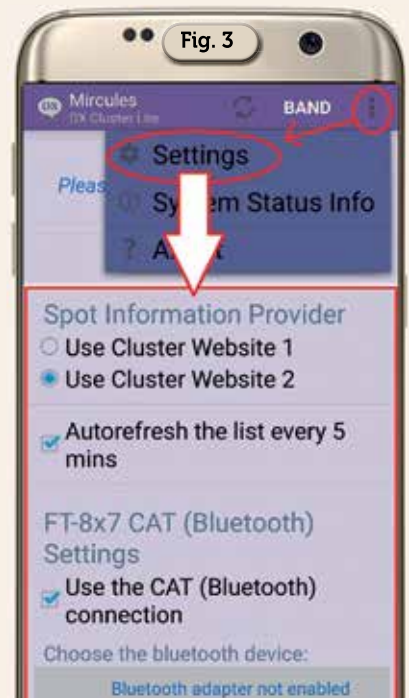 Fig. 3
DX
Mircules
DX Cluster Lite
BAND
Settings
Pleas
System Status Info
?
Spot Information Provider
Use Cluster Website 1
Use Cluster Website 2
Autorefresh the list every 5
mins
FT-8x7 CAT (Bluetooth)
Settings
Use the CAT (Bluetooth)
connection
Choose the bluetooth device:
Bluetooth adapter not enabled